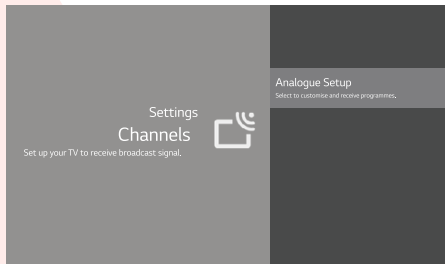 Settings
Channels
Set up your TV to receive broadcast signal.
Analogue Setup
Select to customise and receive programmes.